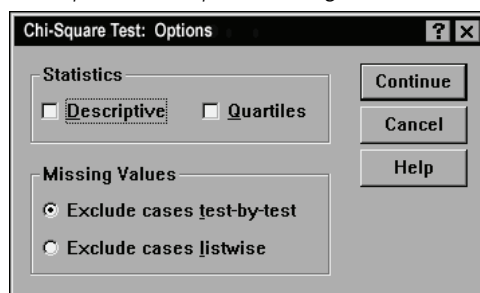 Chi-Square Test: Options
? X
Statistics
Descriptive
Quartiles
Missing Values
Exclude cases test-by-test
Exclude cases listwise
Continue
Cancel
Help